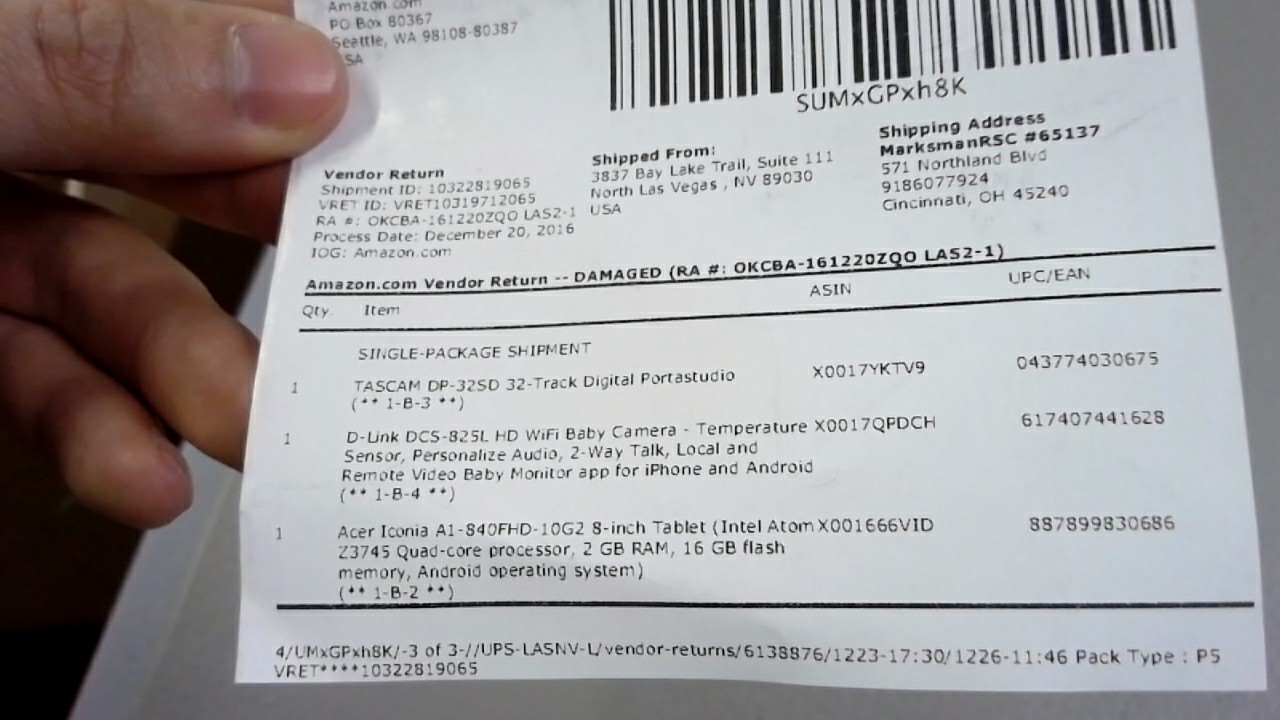 Amazon com
PO Box 80367
Seattle, WA 98108-80387
SA
SUMxGPxh8K
Vendor Return
Shipment ID: 10322819065
VRET ID: VRET10319712065
RA #: OKCBA-161220ZQO LAS2-1
Process Date: December 20, 2016
IOG: Amazon.com
Shipped From:
3837 Bay Lake Trail, Suite 111
North Las Vegas , NV 89030
USA
Shipping Address
MarksmanRSC #65137
571 Northland Blvd
9186077924
Cincinnati, OH 45240
Amazon.com Vendor Return -- DAMAGED (RA #: OKCBA-161220ZQO LAS2-1)
Qty. Item ASIN UPC/EAN
SINGLE-PACKAGE SHIPMENT
1 TASCAM DP-32SD 32-Track Digital Portastudio X0017YKTV9 043774030675
(** 1-B-3 **)
1 D-Link DCS-825L HD WiFi Baby Camera - Temperature X0017QPDCH 617407441628
Sensor, Personalize Audio, 2-Way Talk, Local and
Remote Video Baby Monitor app for iPhone and Android
(** 1-B-4 **)
1 Acer Iconia A1-840FHD-10G2 8-inch Tablet (Intel Atom X001666VID 887899830686
Z3745 Quad-core processor, 2 GB RAM, 16 GB flash
memory, Android operating system)
(** 1-B-2 **)
4/UMxGPxh8K/-3 of 3-//UPS-LASNV-L/vendor-returns/6138876/1223-17:30/1226-11:46 Pack Type : P5
VRET****10322819065